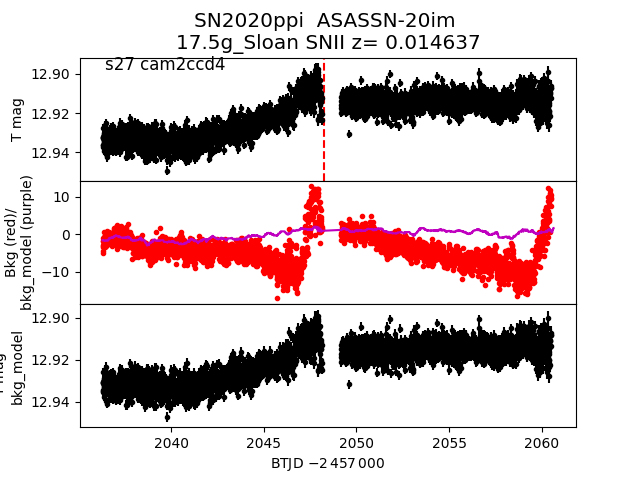 SN2020ppi ASASSN-20im
17.5g_Sloan SNII z= 0.014637
s27 cam2ccd4
12.90
12.92
12.94
T mag
10
0
−10
Bkg (red)/
bkg_model (purple)
12.90
12.92
12.94
mag
bkg_model
2040
2045
2050
2055
2060
BTJD −2 457 000